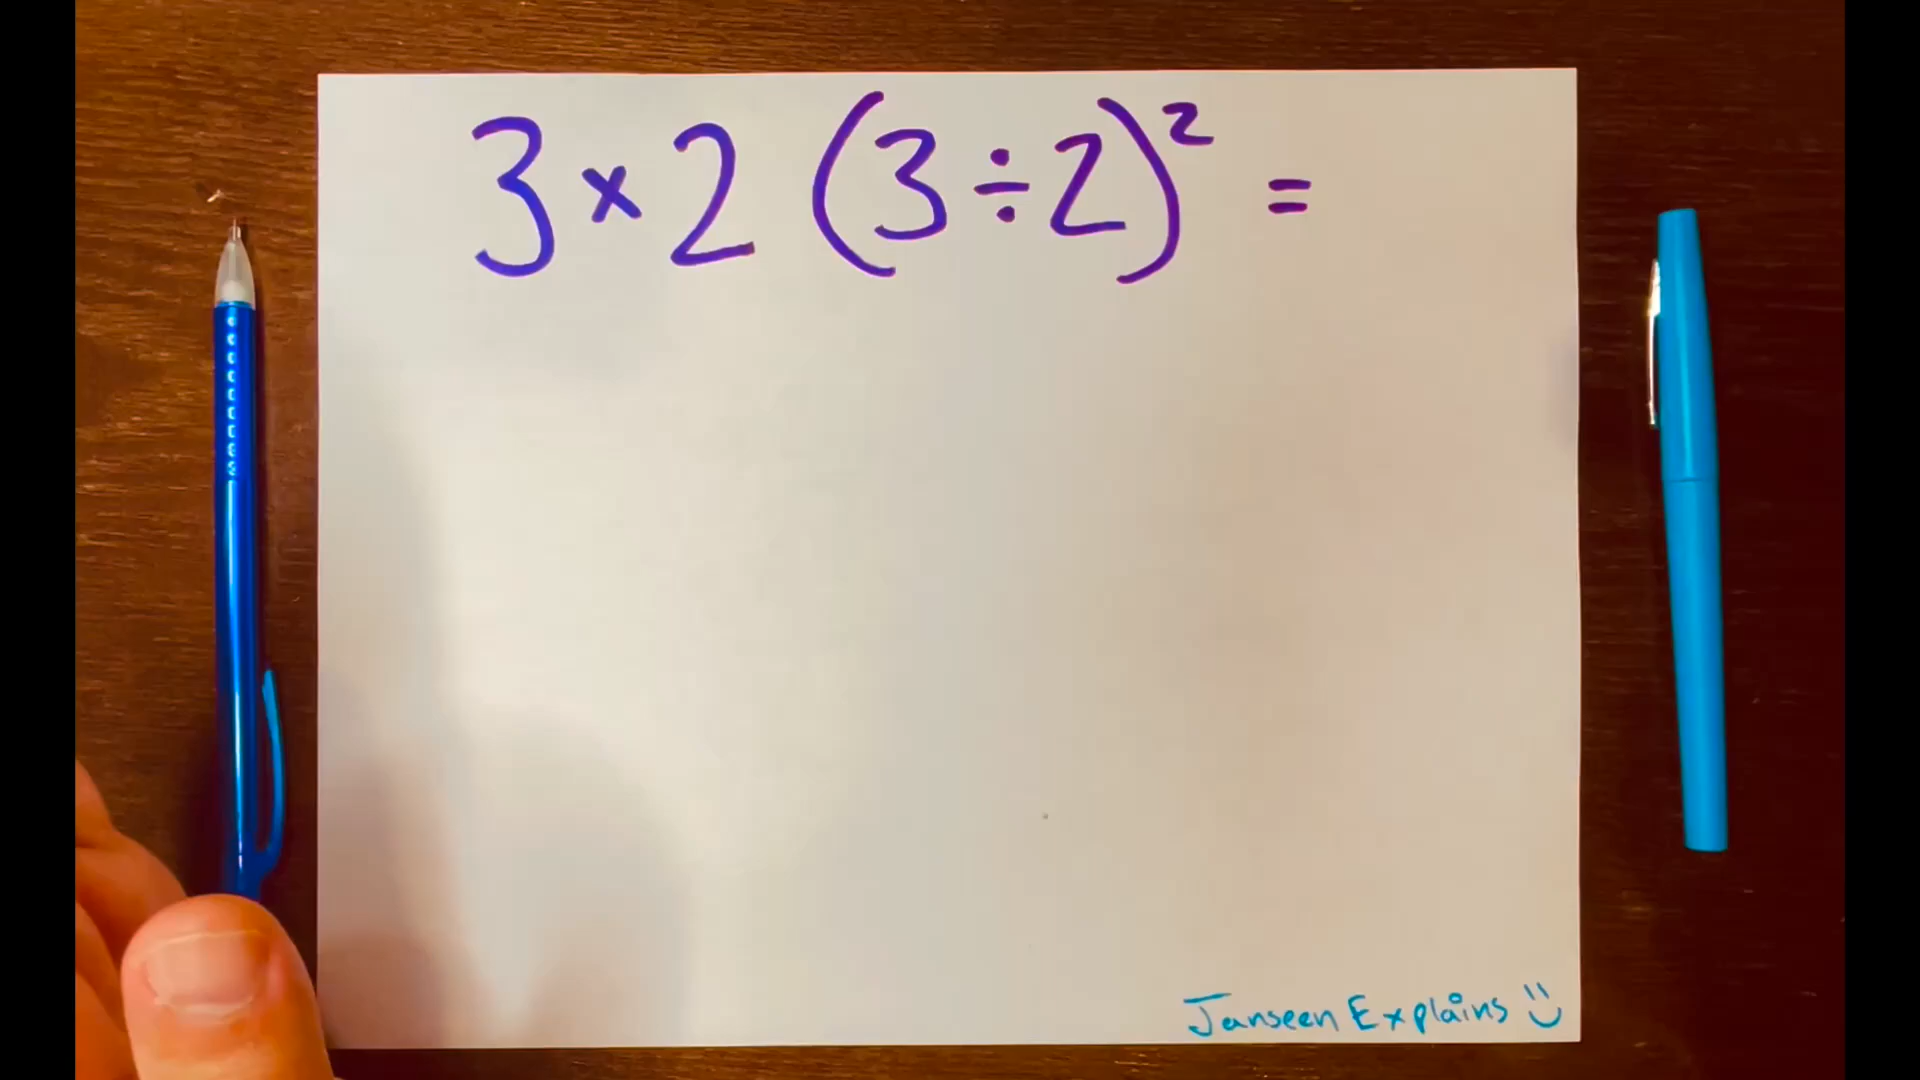 3 × 2 (3 ÷ 2)² =
Janseen Explains